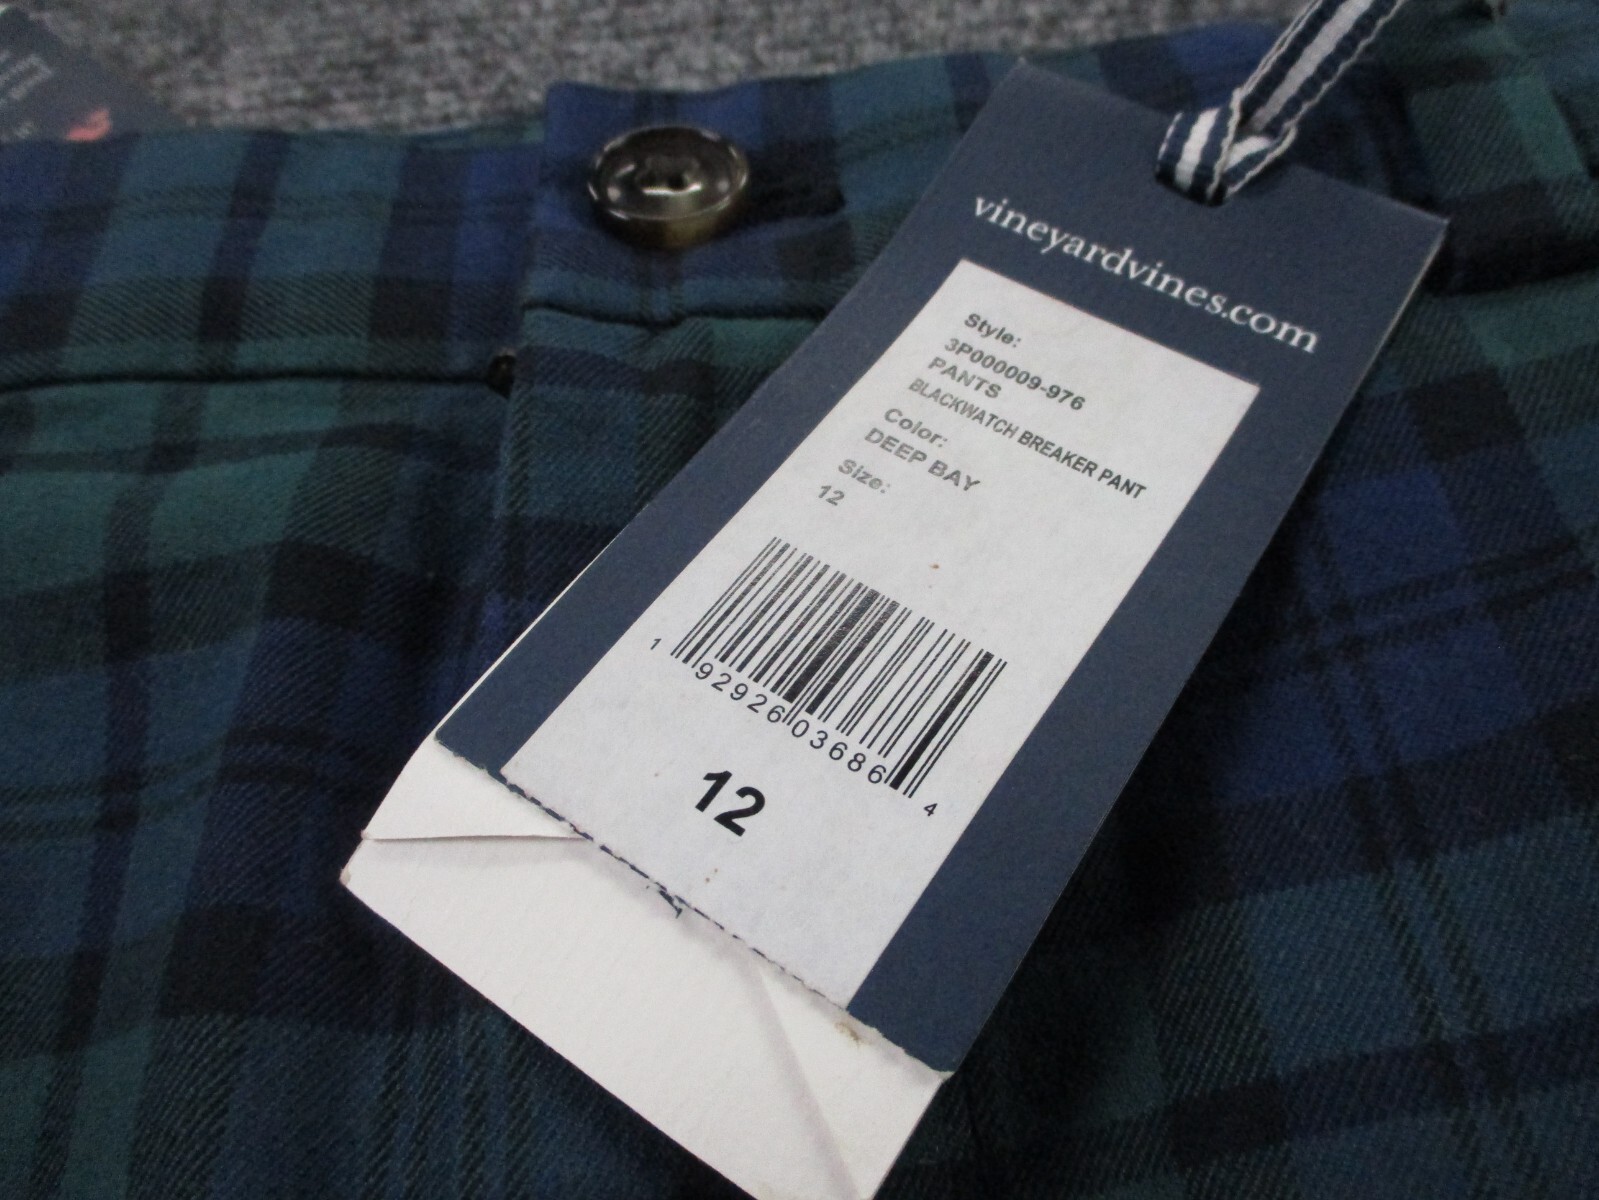 vineyardvines.com
Style:
3P000009-976
PANTS
BLACKWATCH BREAKER PANT
Color:
DEEP BAY
Size:
12
1 92926 03686 4
12